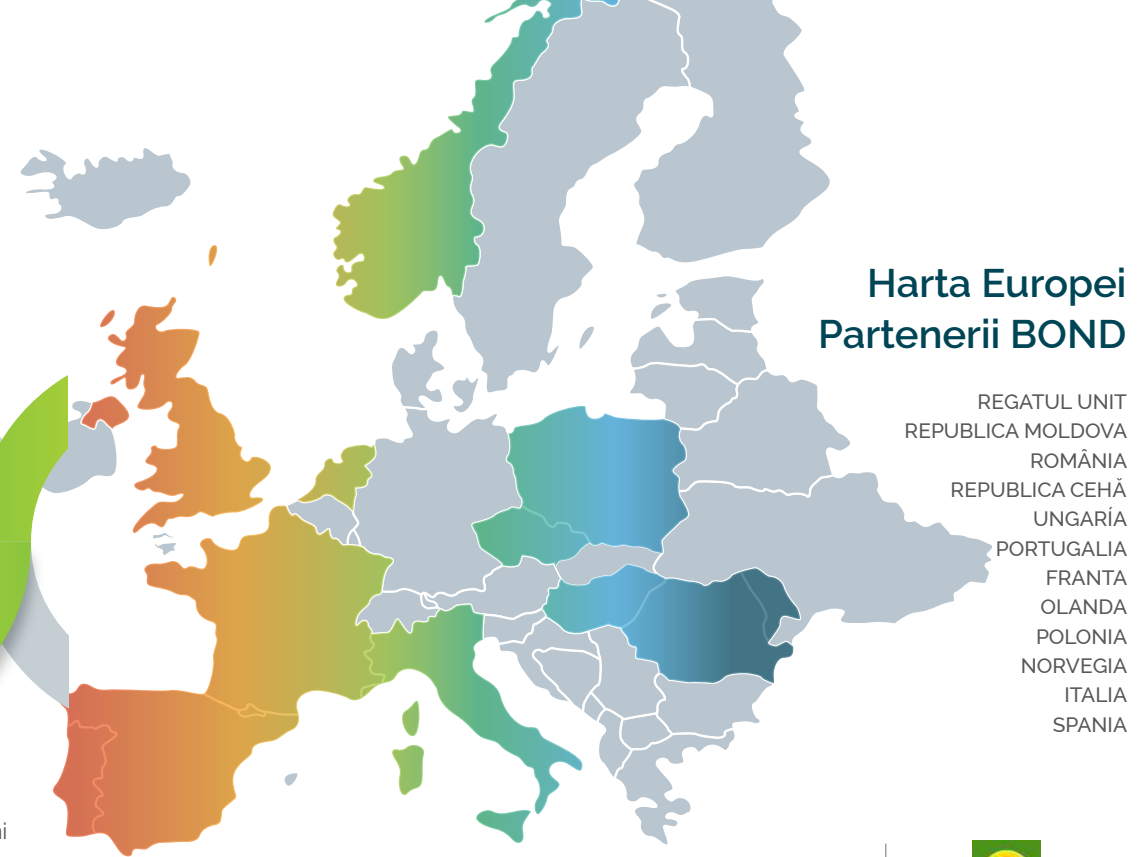 Harta Europei
Partenerii BOND
REGATUL UNIT
REPUBLICA MOLDOVA
ROMÂNIA
REPUBLICA CEHĂ
UNGARÍA
PORTUGALIA
FRANTA
OLANDA
POLONIA
NORVEGIA
ITALIA
SPANIA